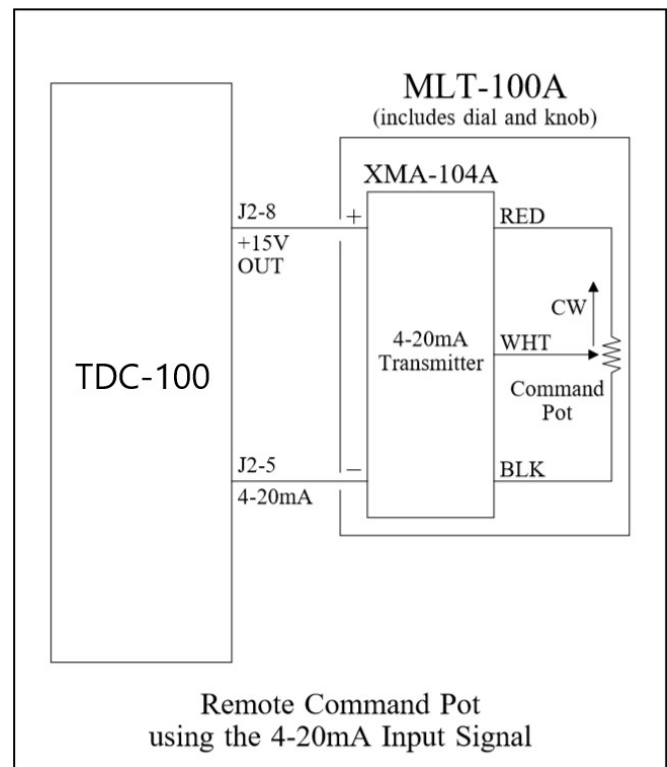 MLT-100A
(includes dial and knob)
XMA-104A
J2-8
+
RED
+15V
OUT
CW
4-20mA
Transmitter
WHT
TDC-100
Command
Pot
J2-5
−
BLK
4-20mA
Remote Command Pot
using the 4-20mA Input Signal